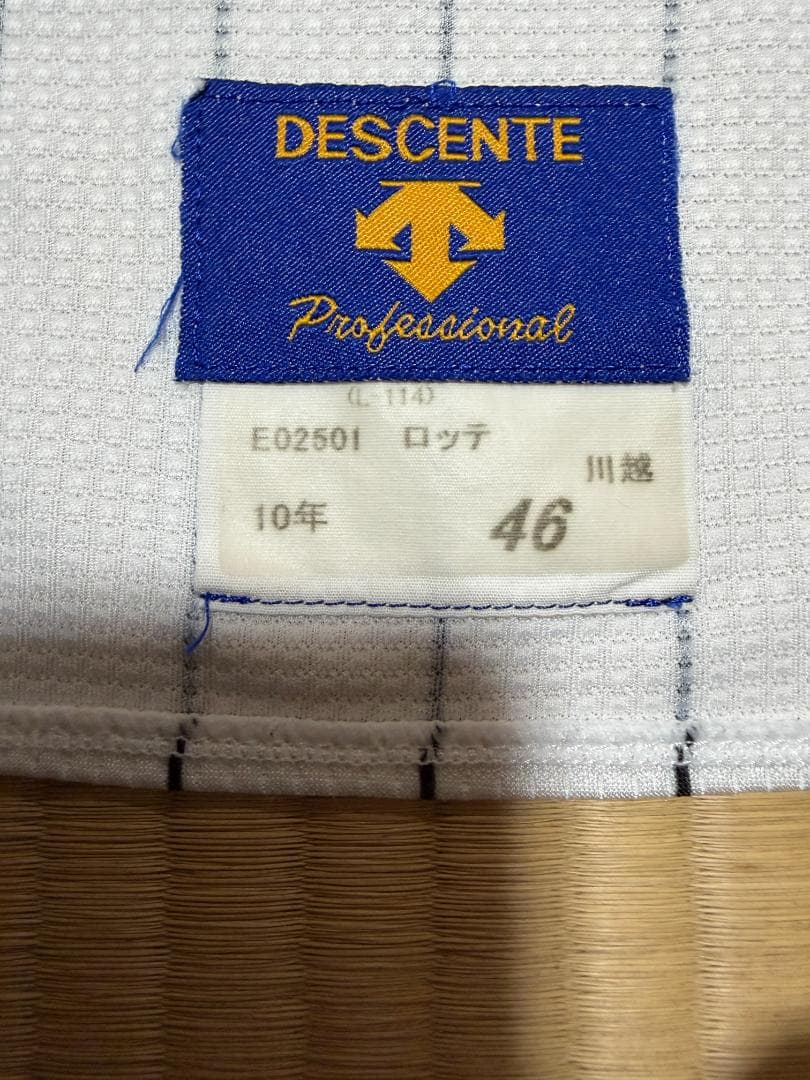 DESCENTE
Professional
(L-114)
E02501 ロッテ
川越
10年 46